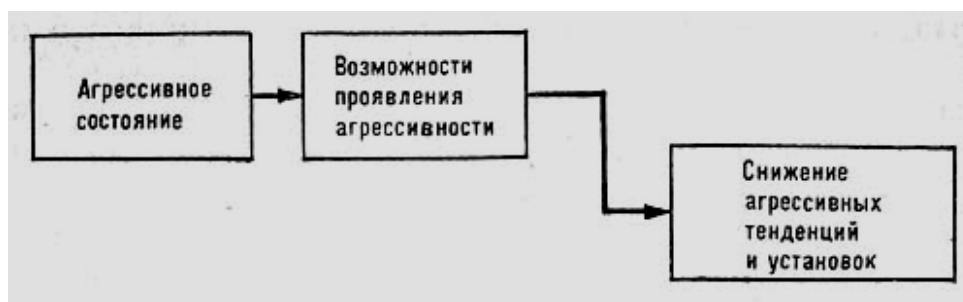 Агрессивное
состояние
Возможности
проявления
агрессивности
Снижение
агрессивных
тенденций
и установок